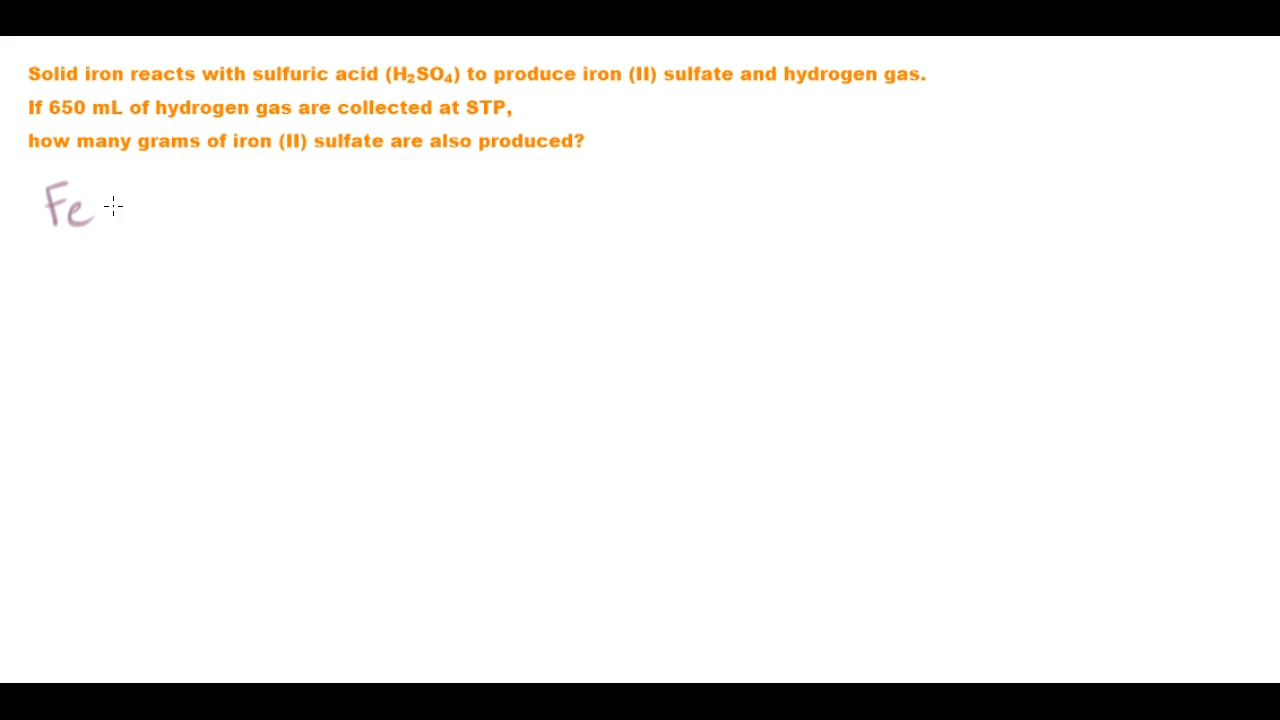 Solid iron reacts with sulfuric acid (H₂SO₄) to produce iron (II) sulfate and hydrogen gas.
If 650 mL of hydrogen gas are collected at STP,
how many grams of iron (II) sulfate are also produced?
Fe